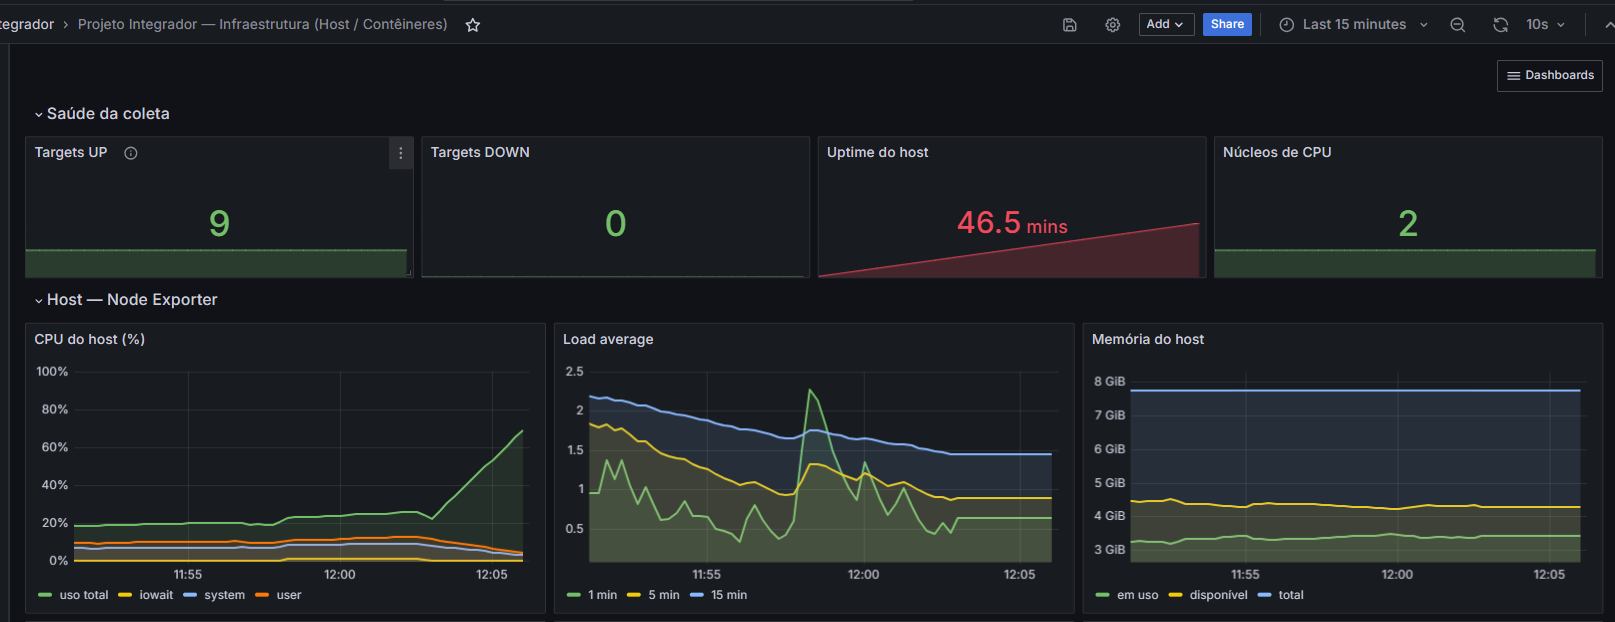 tegrador › Projeto Integrador — Infraestrutura (Host / Contêineres)
Add
Share
Last 15 minutes
10s
Dashboards
Saúde da coleta
Targets UP
9
Targets DOWN
0
Uptime do host
46.5 mins
Núcleos de CPU
2
Host — Node Exporter
CPU do host (%)
100%
80%
60%
40%
20%
0%
11:55 12:00 12:05
uso total iowait system user
Load average
2.5
2
1.5
1
0.5
11:55 12:00 12:05
1 min 5 min 15 min
Memória do host
8 GiB
7 GiB
6 GiB
5 GiB
4 GiB
3 GiB
11:55 12:00 12:05
em uso disponível total